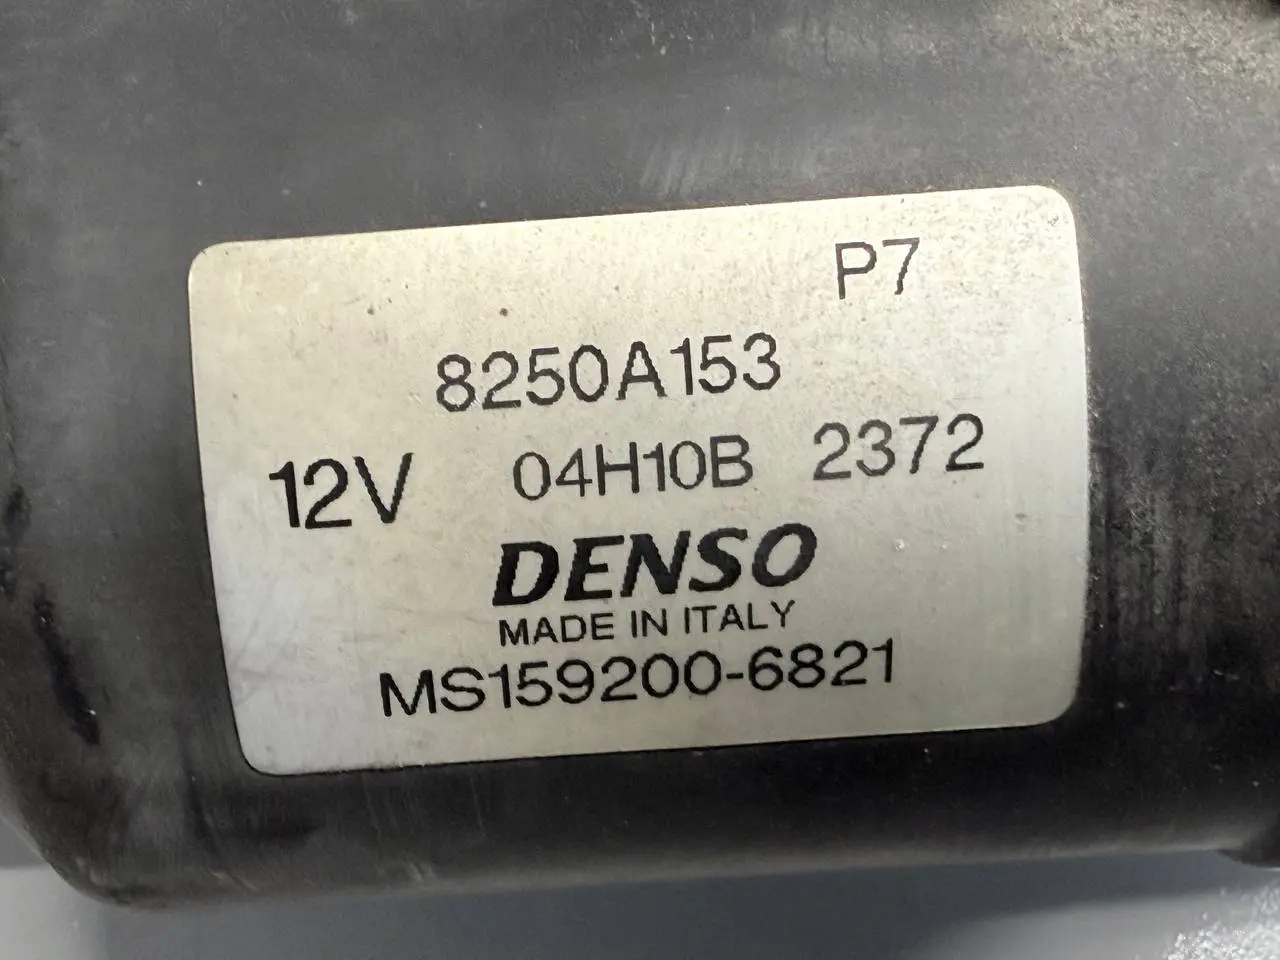 P7
8250A153
12V 04H10B 2372
DENSO
MADE IN ITALY
MS159200-6821